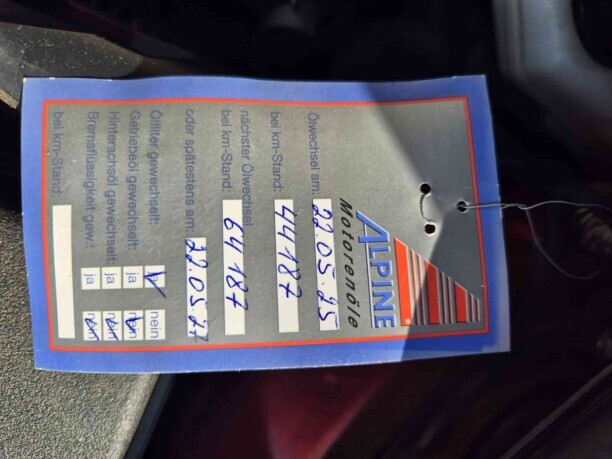 ALPINE
Motorenöle
Ölwechsel am: 22.05.25
bei km-Stand: 44187
nächster Ölwechsel
bei km-Stand: 64187
oder spätestens am: 22.05.27
Ölfilter gewechselt: ja nein
Getriebeöl gewechselt: ja nein
Hinterachsöl gewechselt: ja nein
Bremsflüssigkeit gew.: ja nein
bei km-Stand